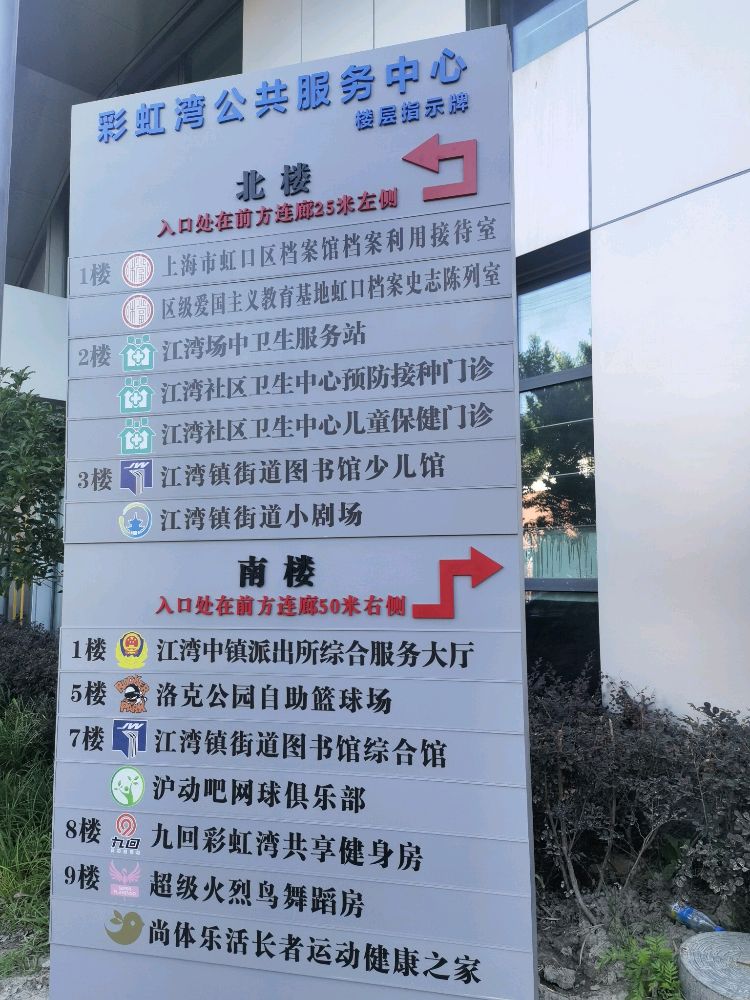 彩虹湾公共服务中心
楼层指示牌
北楼
入口处在前方连廊25米左侧
1楼 上海市虹口区档案馆档案利用接待室
区级爱国主义教育基地虹口档案史志陈列室
2楼 江湾场中卫生服务站
江湾社区卫生中心预防接种门诊
江湾社区卫生中心儿童保健门诊
3楼 JW 江湾镇街道图书馆少儿馆
江湾镇街道小剧场
南楼
入口处在前方连廊50米右侧
1楼 江湾中镇派出所综合服务大厅
5楼 洛克公园自助篮球场
7楼 JW 江湾镇街道图书馆综合馆
沪动吧网球俱乐部
8楼 九回 九回彩虹湾共享健身房
9楼 超级火烈鸟舞蹈房
尚体乐活长者运动健康之家